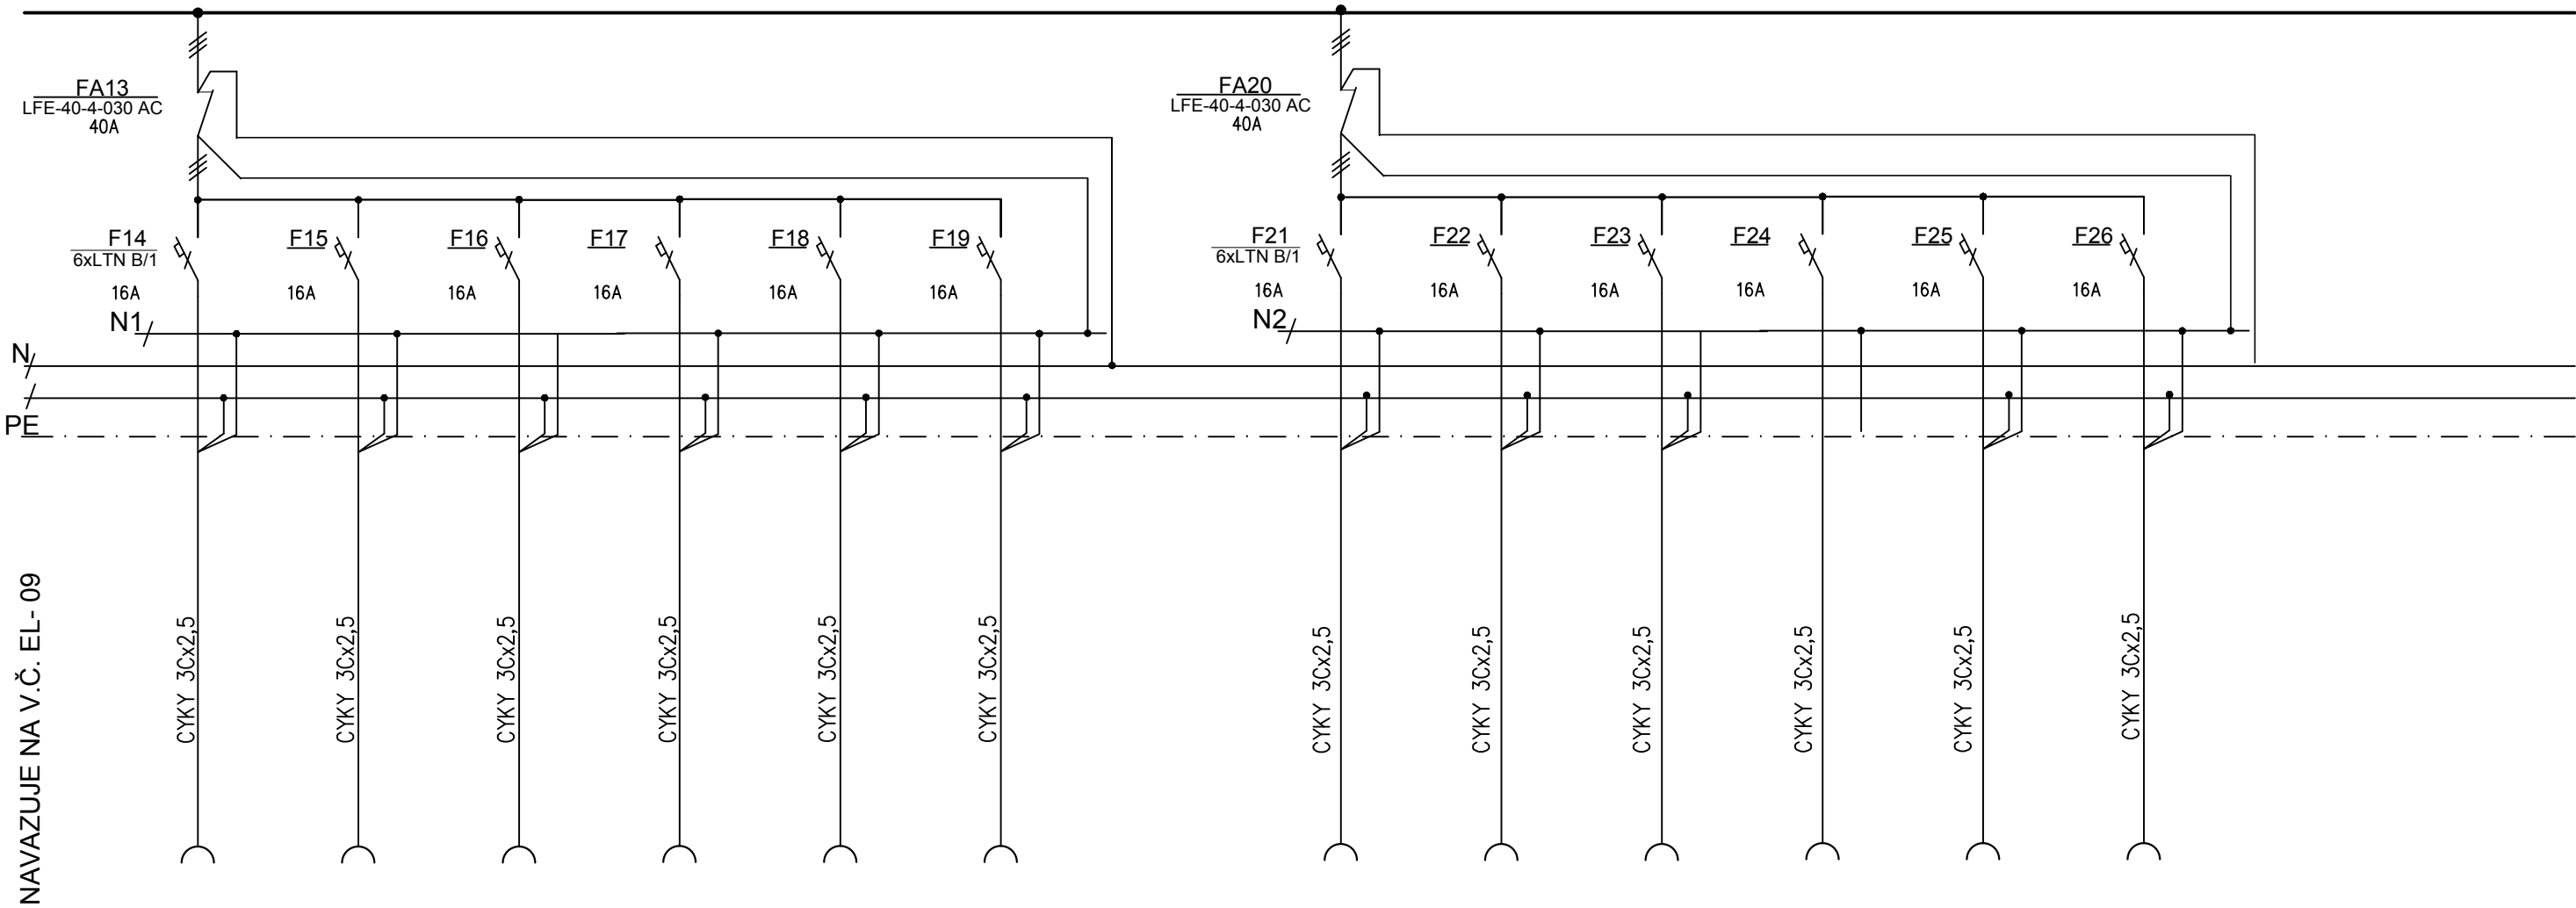 FA13
LFE-40-4-030 AC
40A
FA20
LFE-40-4-030 AC
40A
F14
6xLTN B/1
16A
F15
16A
F16
16A
F17
16A
F18
16A
F19
16A
F21
6xLTN B/1
16A
F22
16A
F23
16A
F24
16A
F25
16A
F26
16A
N1
N2
N
PE
CYKY 3Cx2,5
CYKY 3Cx2,5
CYKY 3Cx2,5
CYKY 3Cx2,5
CYKY 3Cx2,5
CYKY 3Cx2,5
CYKY 3Cx2,5
CYKY 3Cx2,5
CYKY 3Cx2,5
CYKY 3Cx2,5
CYKY 3Cx2,5
CYKY 3Cx2,5
NAVAZUJE NA V.Č. EL- 09